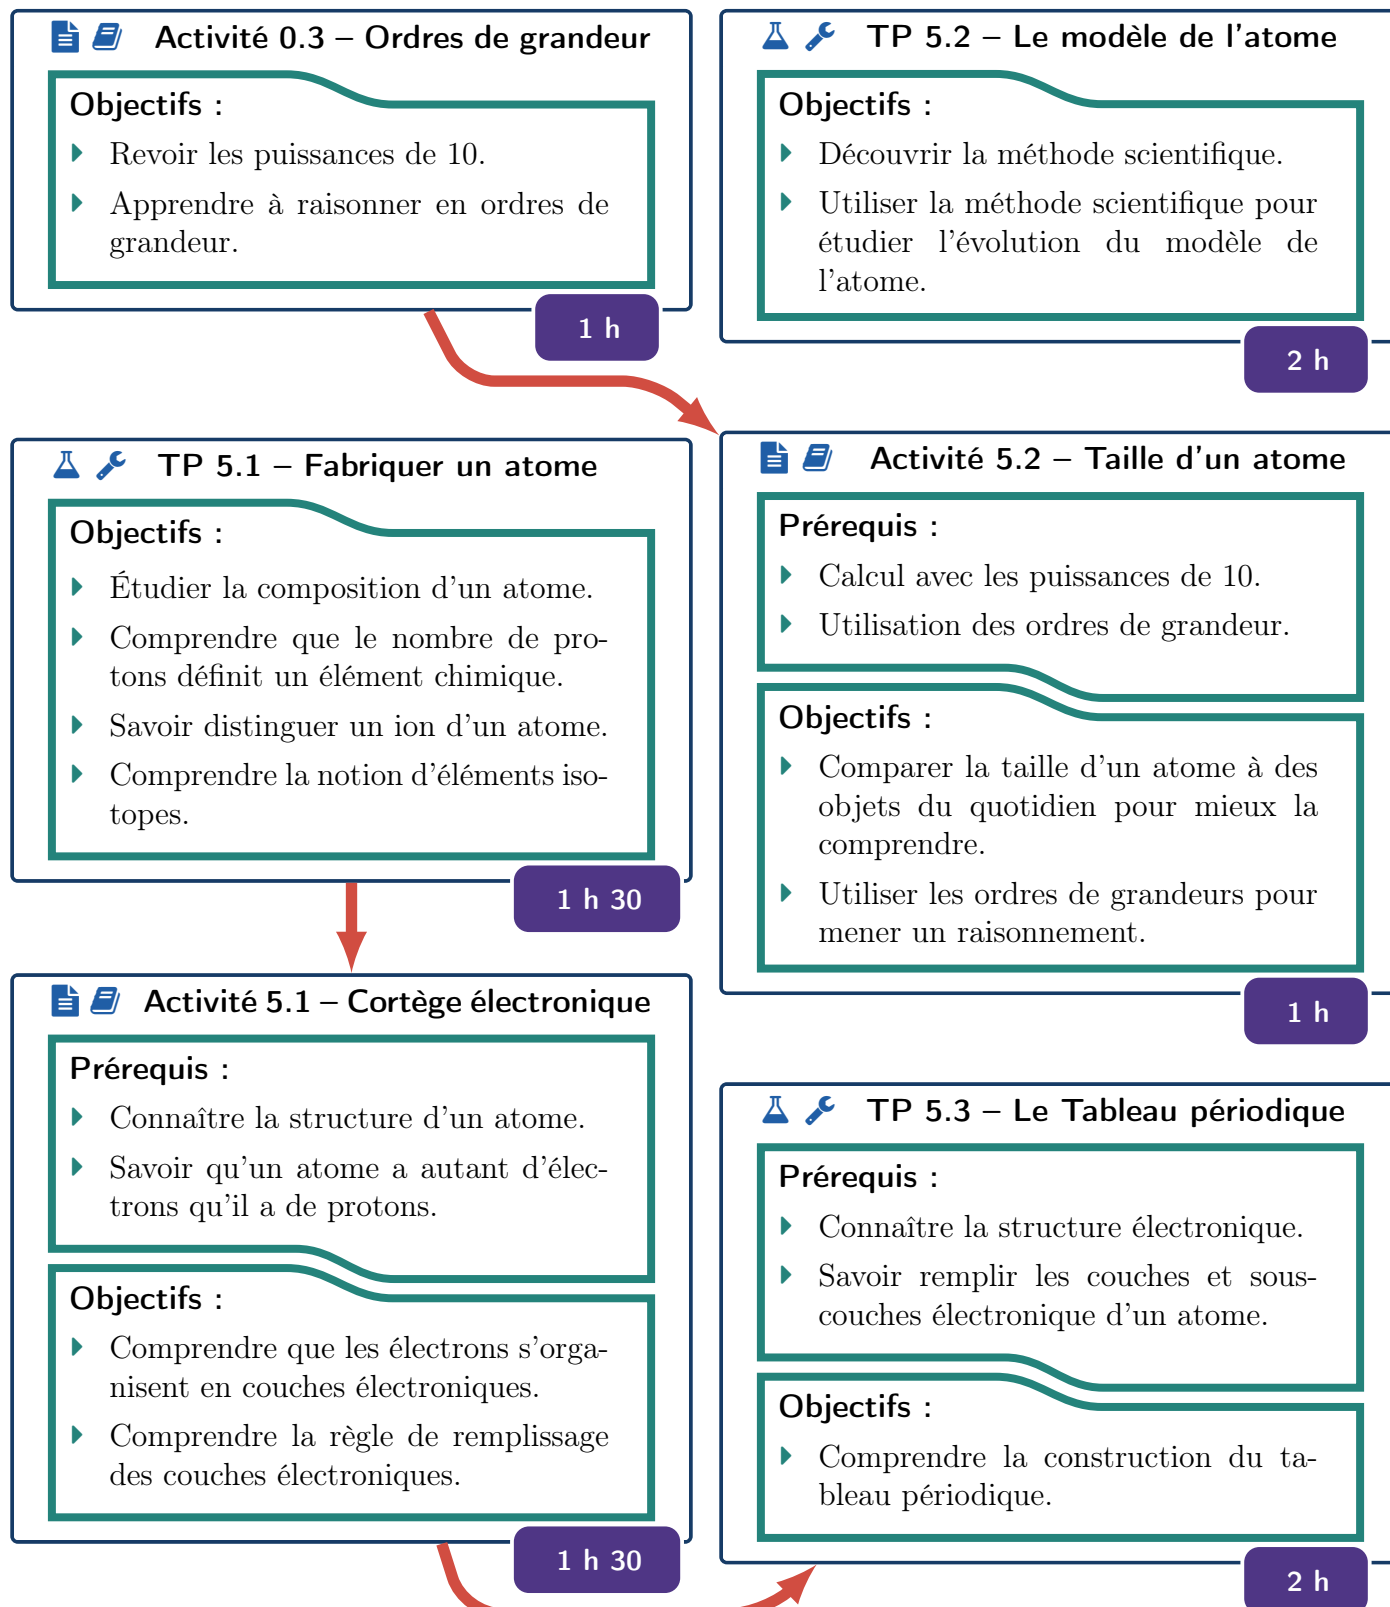 Activité 0.3 – Ordres de grandeur
Objectifs :
Revoir les puissances de 10.
Apprendre à raisonner en ordres de
grandeur.
1 h
TP 5.2 – Le modèle de l'atome
Objectifs :
Découvrir la méthode scientifique.
Utiliser la méthode scientifique pour
étudier l'évolution du modèle de
l'atome.
2 h
TP 5.1 – Fabriquer un atome
Objectifs :
Étudier la composition d'un atome.
Comprendre que le nombre de pro-
tons définit un élément chimique.
Savoir distinguer un ion d'un atome.
Comprendre la notion d'éléments iso-
topes.
1 h 30
Activité 5.2 – Taille d'un atome
Prérequis :
Calcul avec les puissances de 10.
Utilisation des ordres de grandeur.
Objectifs :
Comparer la taille d'un atome à des
objets du quotidien pour mieux la
comprendre.
Utiliser les ordres de grandeurs pour
mener un raisonnement.
1 h
Activité 5.1 – Cortège électronique
Prérequis :
Connaître la structure d'un atome.
Savoir qu'un atome a autant d'élec-
trons qu'il a de protons.
Objectifs :
Comprendre que les électrons s'orga-
nisent en couches électroniques.
Comprendre la règle de remplissage
des couches électroniques.
1 h 30
TP 5.3 – Le Tableau périodique
Prérequis :
Connaître la structure électronique.
Savoir remplir les couches et sous-
couches électronique d'un atome.
Objectifs :
Comprendre la construction du ta-
bleau périodique.
2 h